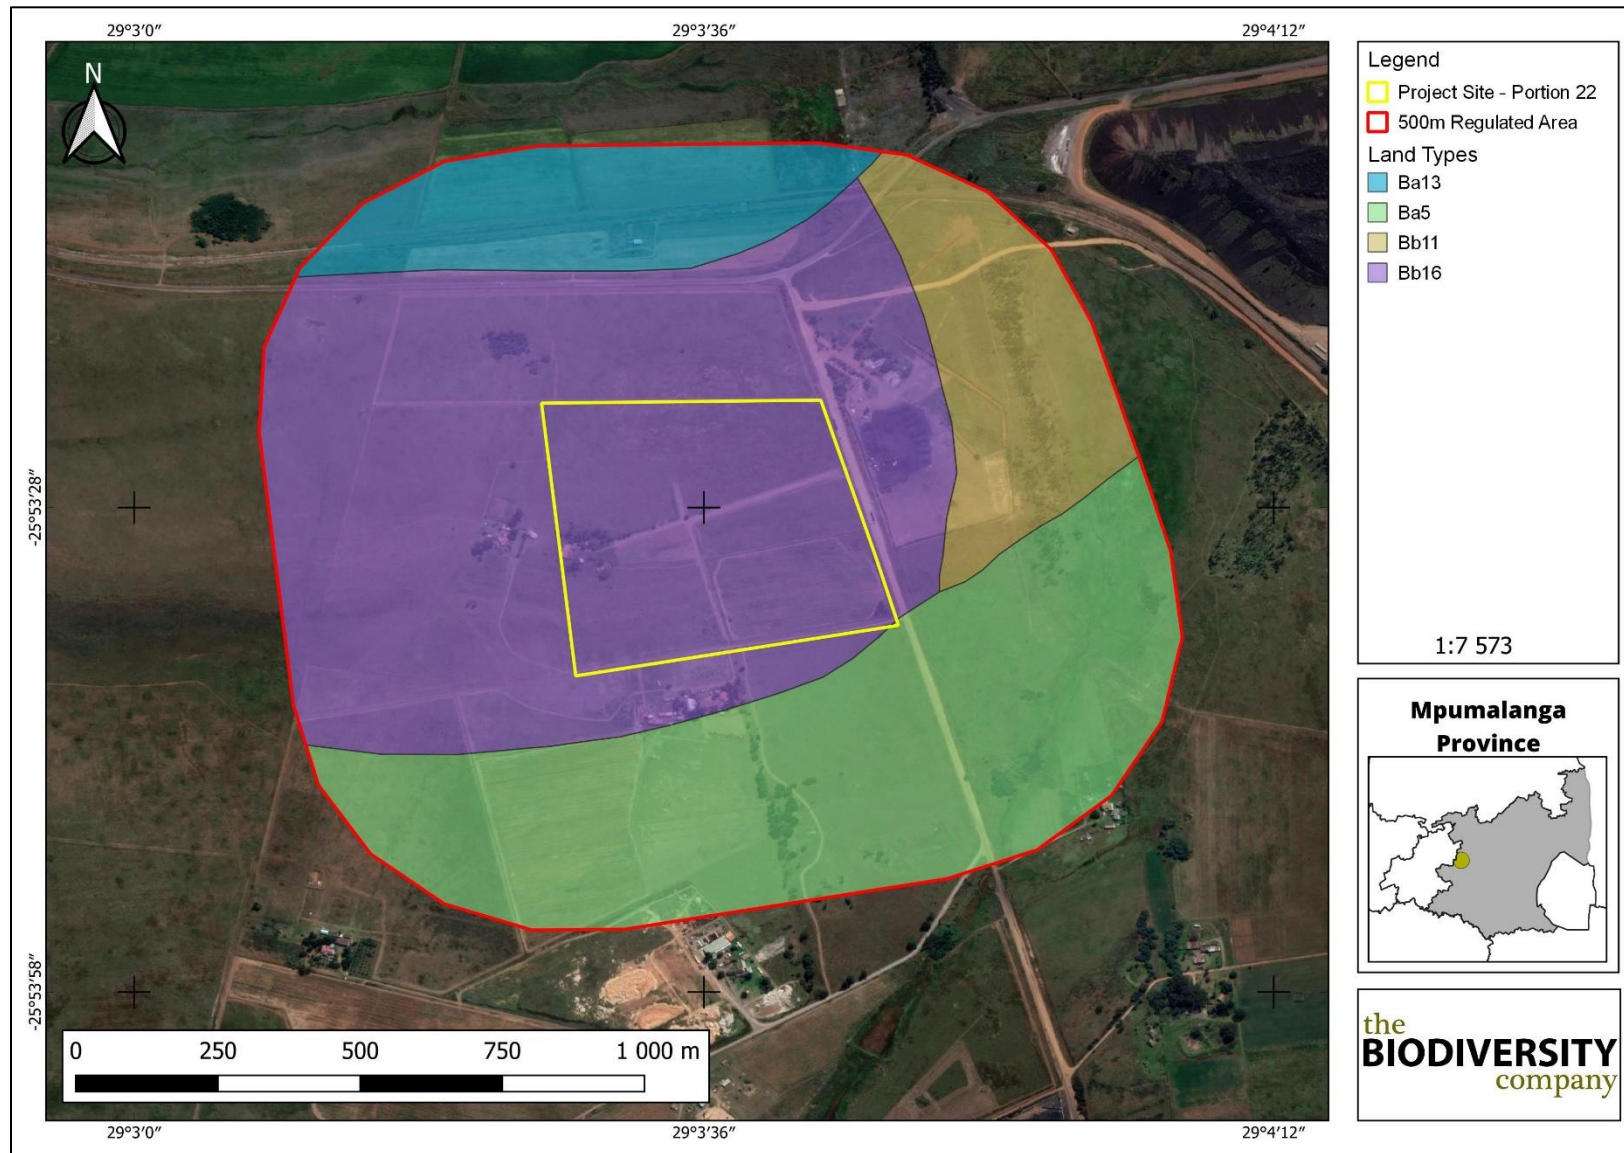 29°3'0" 29°3'36" 29°4'12"
N
-25°53'28"
-25°53'58"
0 250 500 750 1 000 m
29°3'0" 29°3'36" 29°4'12"
Legend
Project Site - Portion 22
500m Regulated Area
Land Types
Ba13
Ba5
Bb11
Bb16
1:7 573
Mpumalanga
Province
the
BIODIVERSITY
company